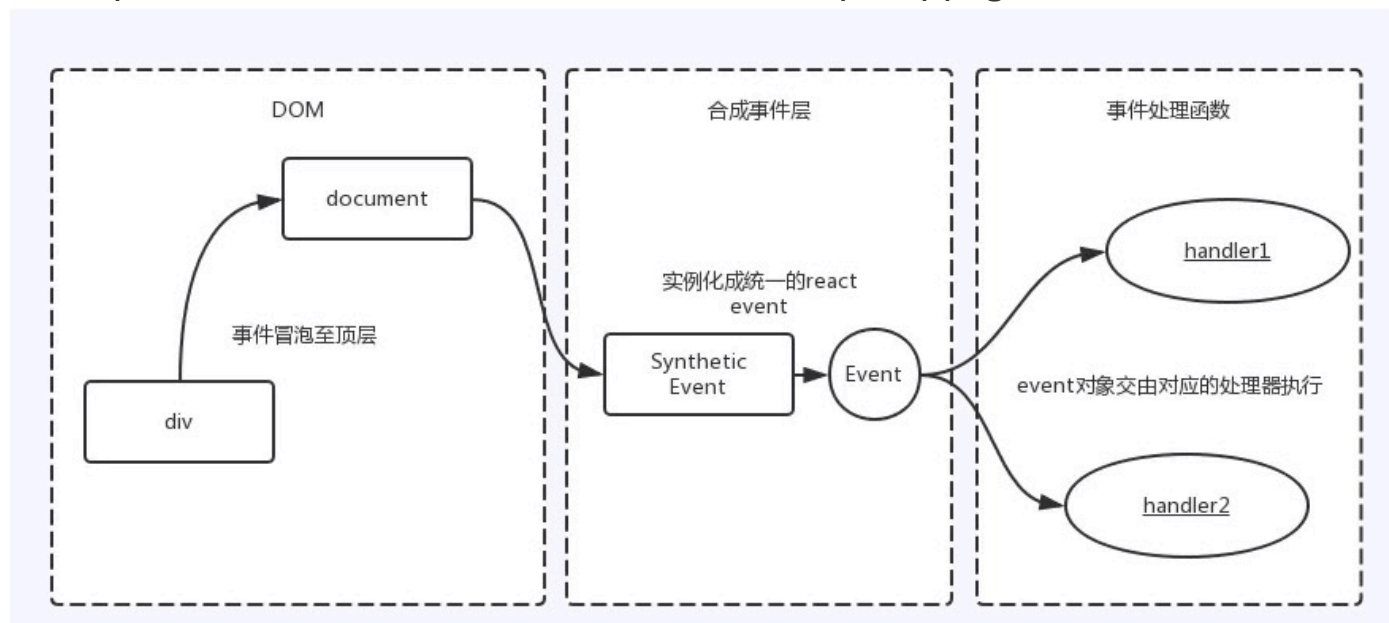 DOM
document
事件冒泡至顶层
div
合成事件层
实例化成统一的react
event
Synthetic
Event
Event
事件处理函数
handler1
event对象交由对应的处理器执行
handler2